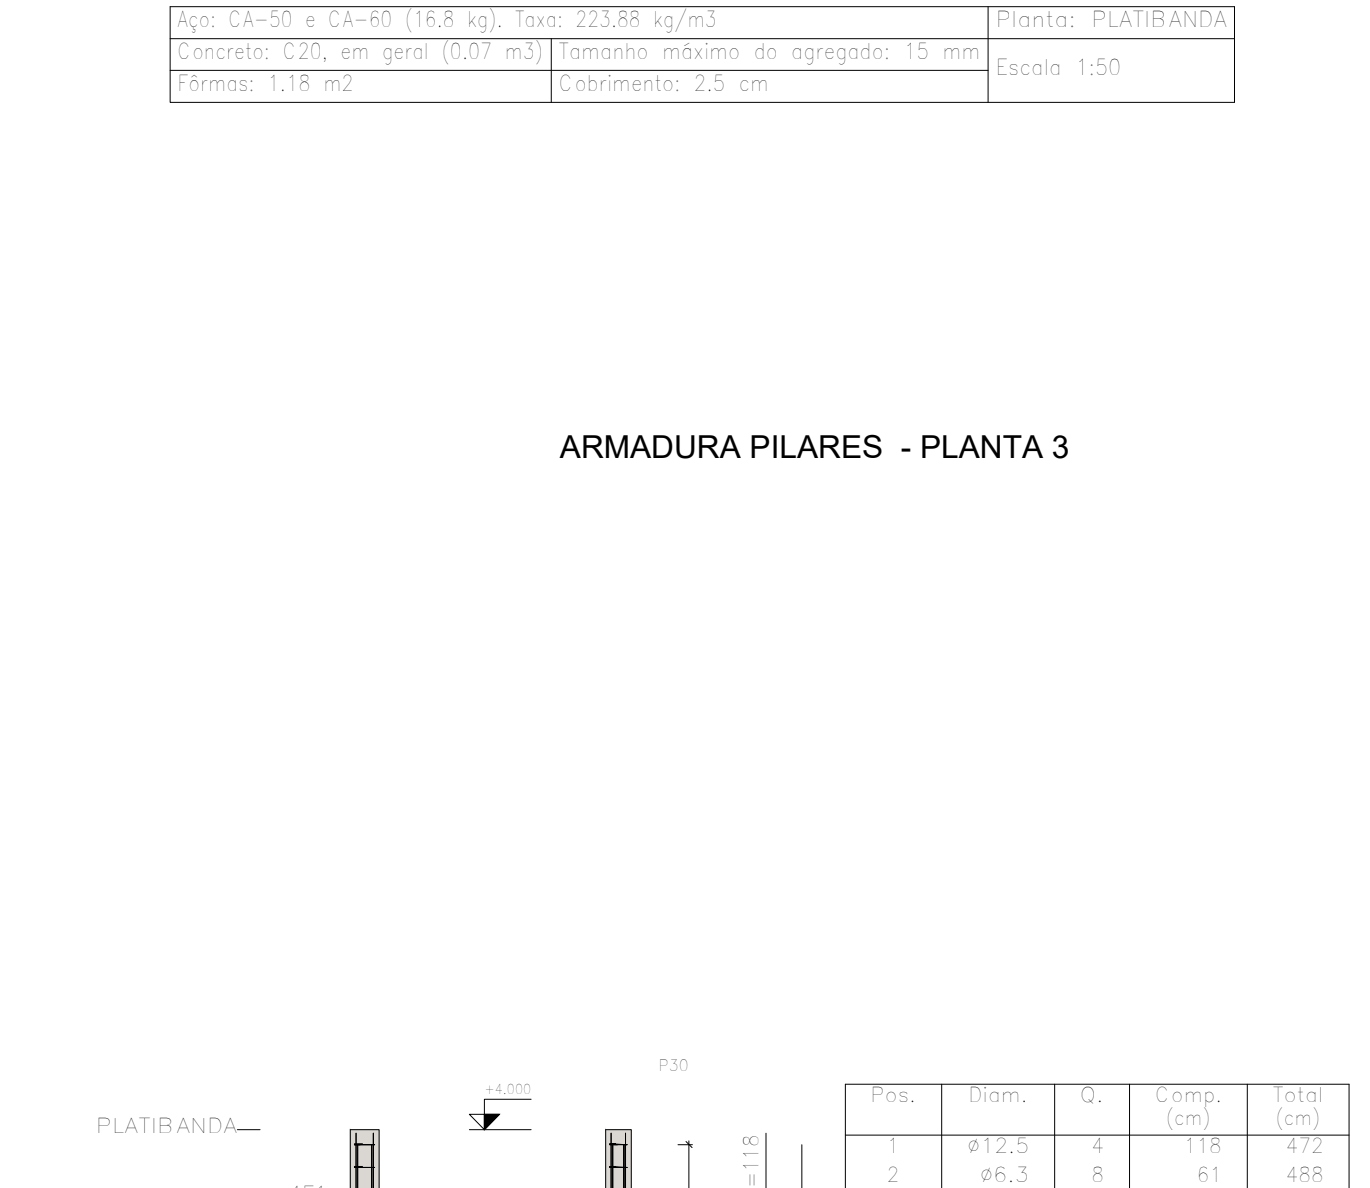 Aço: CA-50 e CA-60 (16.8 kg). Taxa: 223.88 kg/m3 Planta: PLATIBANDA
Concreto: C20, em geral (0.07 m3) Tamanho máximo do agregado: 15 mm
Escala 1:50
Fôrmas: 1.18 m2 Cobrimento: 2.5 cm
ARMADURA PILARES - PLANTA 3
P30
+4.000
PLATIBANDA
=118
Pos. Diam. Q. Comp. (cm) Total (cm)
1 ø12.5 4 118 472
2 ø6.3 8 61 488